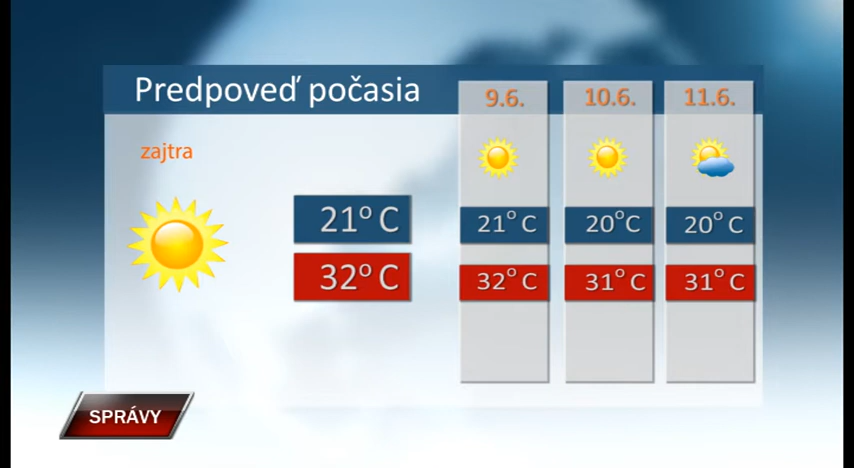 Predpoveď počasia
9.6.
10.6.
11.6.
zajtra
21° C
32° C
21° C
20°C
20° C
32° C
31° C
31° C
SPRÁVY